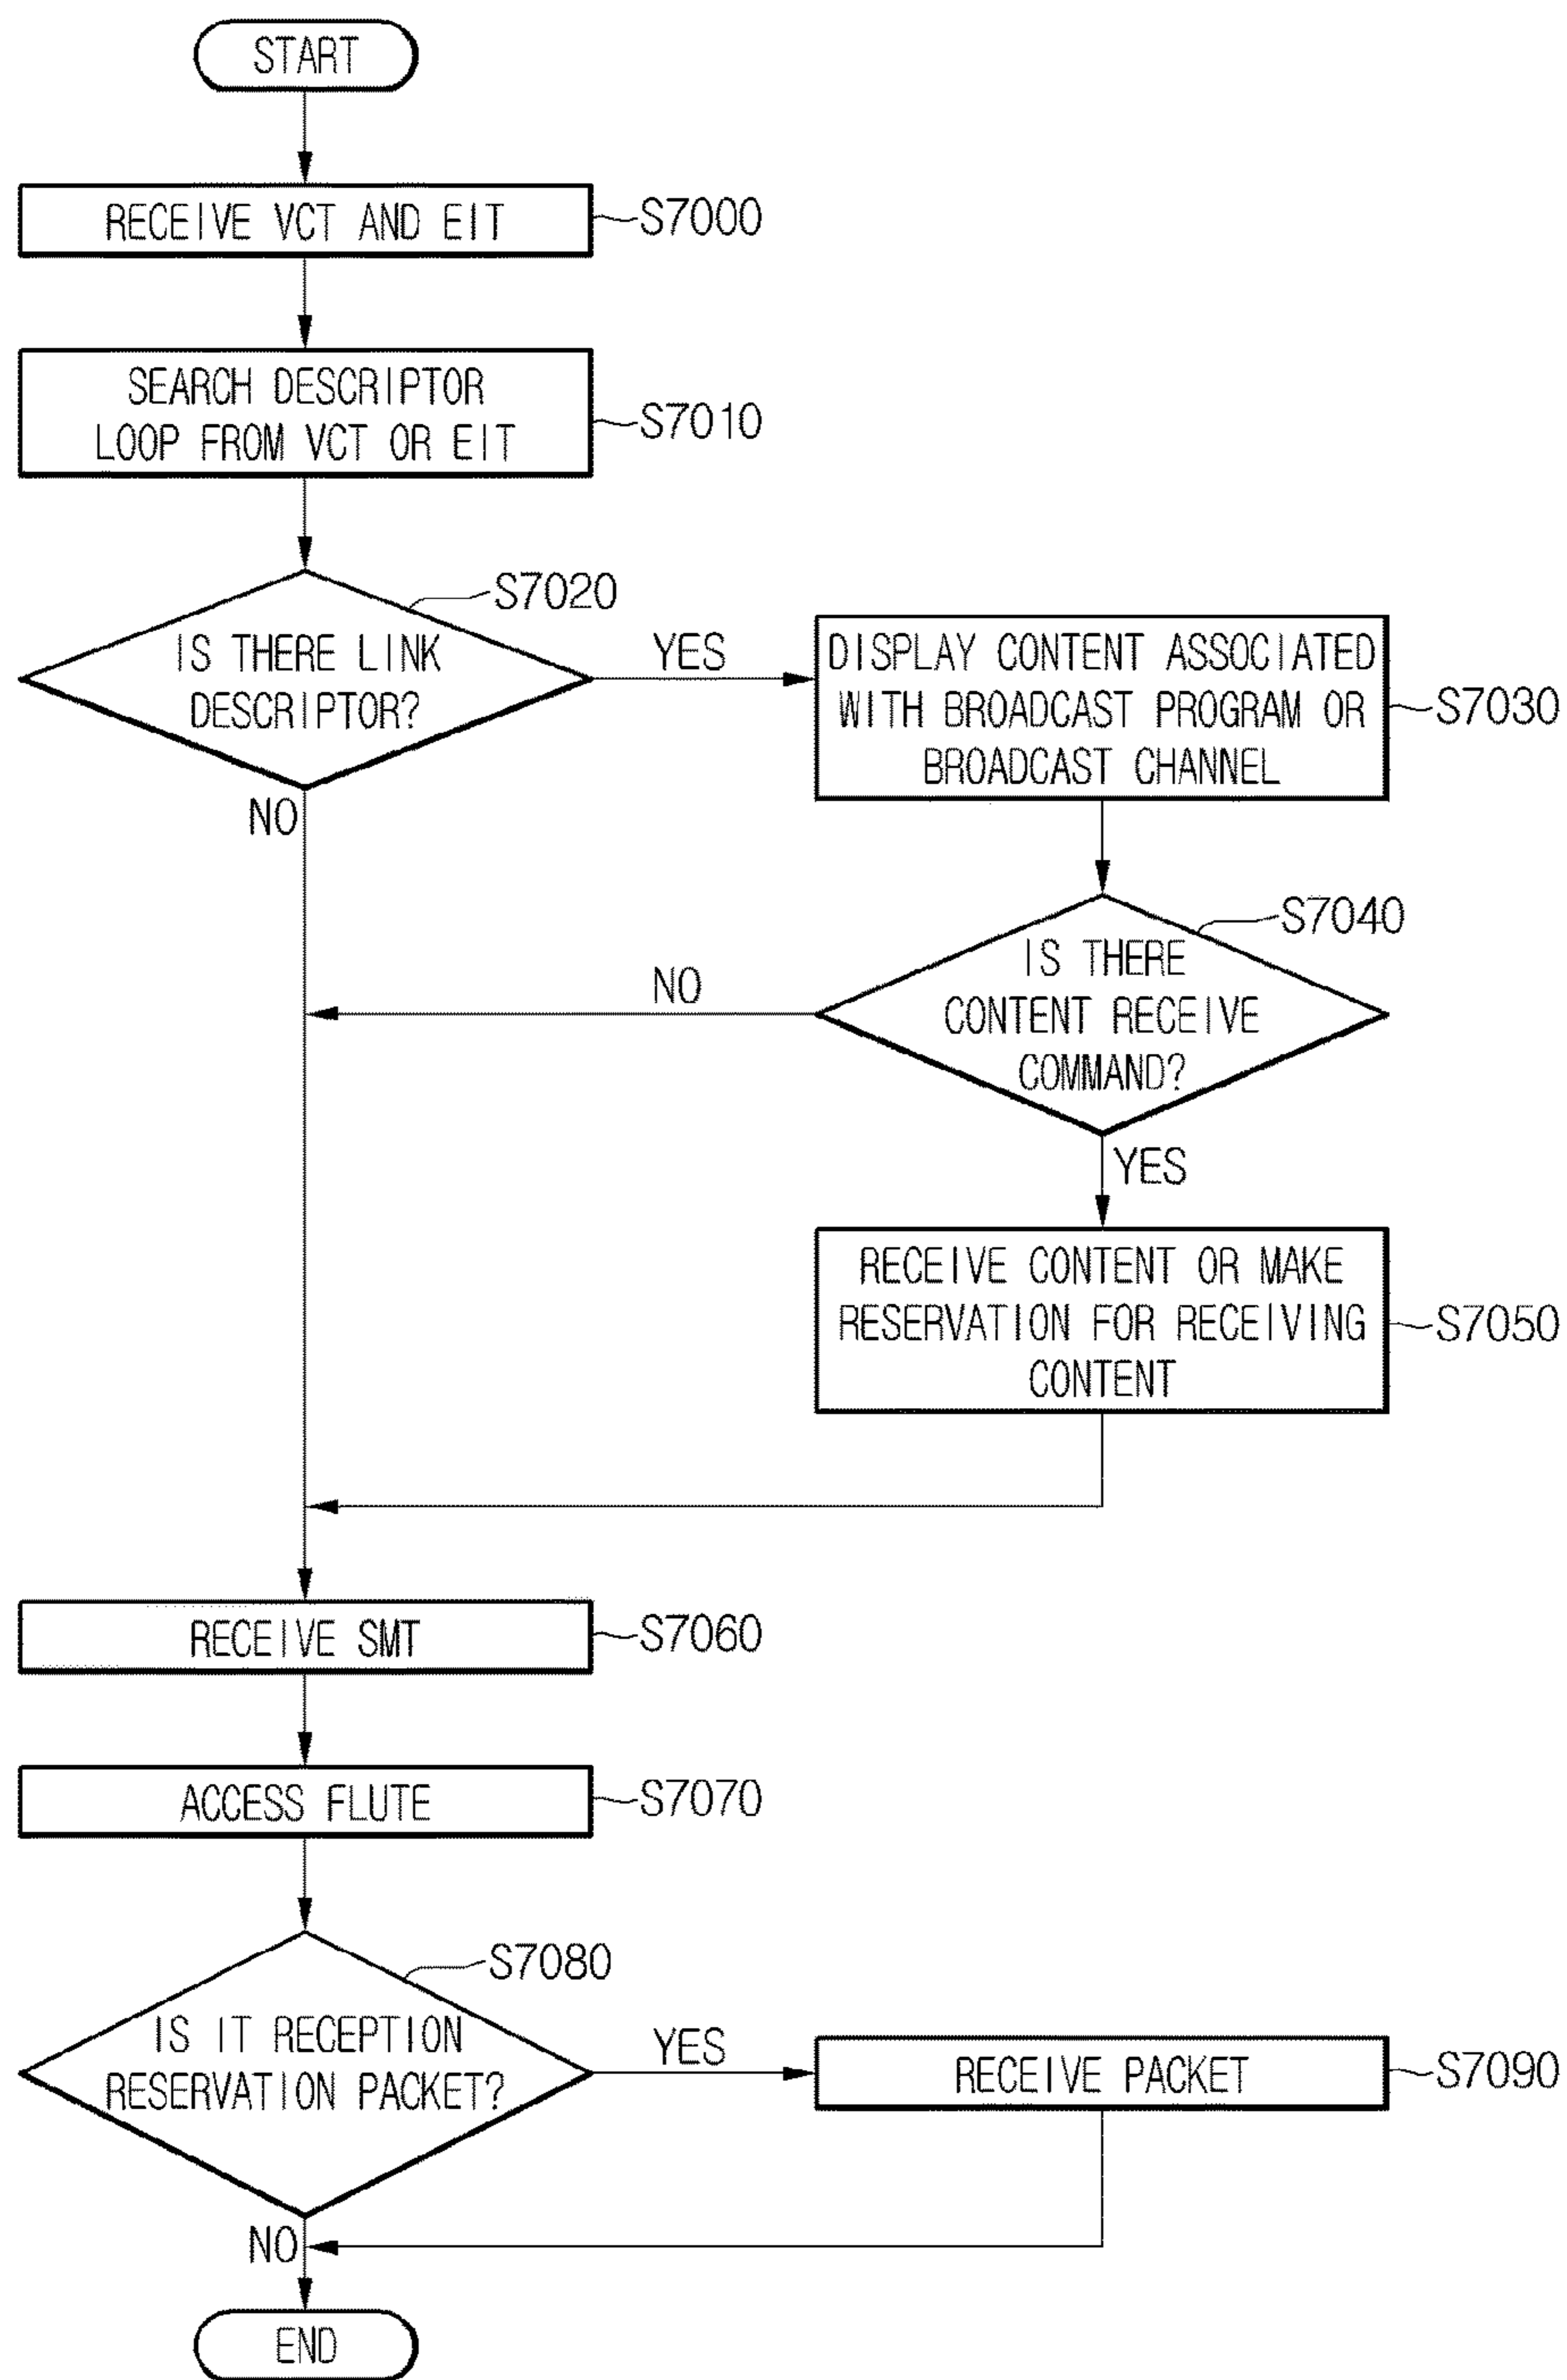 START
RECEIVE VCT AND EIT
S7000
SEARCH DESCRIPTOR
LOOP FROM VCT OR EIT
S7010
S7020
IS THERE LINK
DESCRIPTOR?
YES
NO
DISPLAY CONTENT ASSOCIATED
WITH BROADCAST PROGRAM OR
BROADCAST CHANNEL
S7030
S7040
IS THERE
CONTENT RECEIVE
COMMAND?
NO
YES
RECEIVE CONTENT OR MAKE
RESERVATION FOR RECEIVING
CONTENT
S7050
RECEIVE SMT
S7060
ACCESS FLUTE
S7070
S7080
IS IT RECEPTION
RESERVATION PACKET?
YES
RECEIVE PACKET
S7090
NO
END